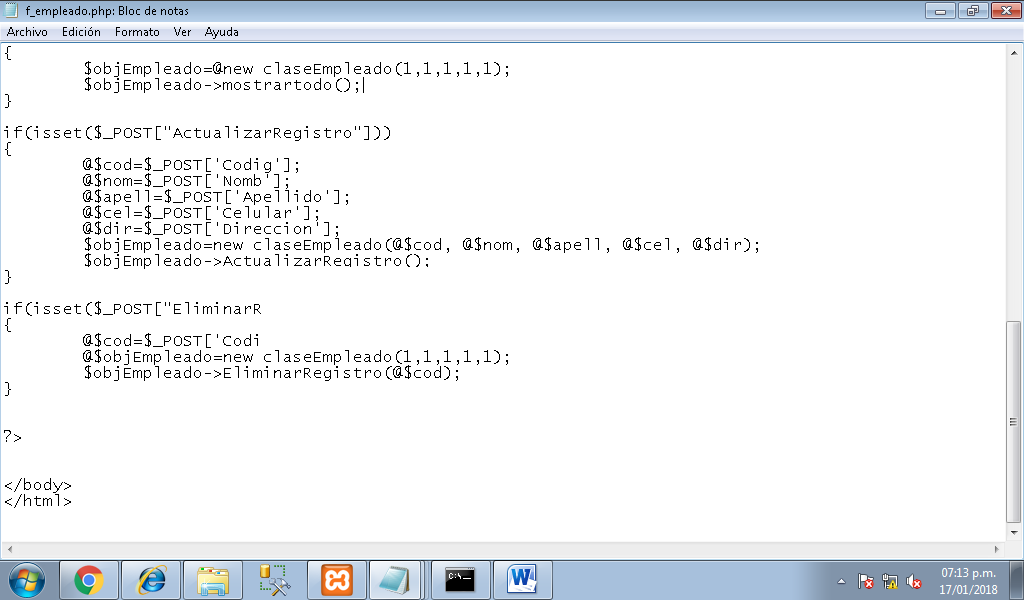 f_empleado.php: Bloc de notas
Archivo Edición Formato Ver Ayuda
{
$objEmpleado=@new claseEmpleado(1,1,1,1,1);
$objEmpleado->mostrartodo();
}
if(isset($_POST["ActualizarRegistro"]))
{
@$cod=$_POST['Codig'];
@$nom=$_POST['Nomb'];
@$apell=$_POST['Apellido'];
@$cel=$_POST['Celular'];
@$dir=$_POST['Direccion'];
$objEmpleado=new claseEmpleado(@$cod, @$nom, @$apell, @$cel, @$dir);
$objEmpleado->ActualizarRegistro();
}
if(isset($_POST["EliminarR
{
@$cod=$_POST['Codi
@$objEmpleado=new claseEmpleado(1,1,1,1,1);
$objEmpleado->EliminarRegistro(@$cod);
}
?>
</body>
</html>
C:\_
W
07:13 p.m.
17/01/2018